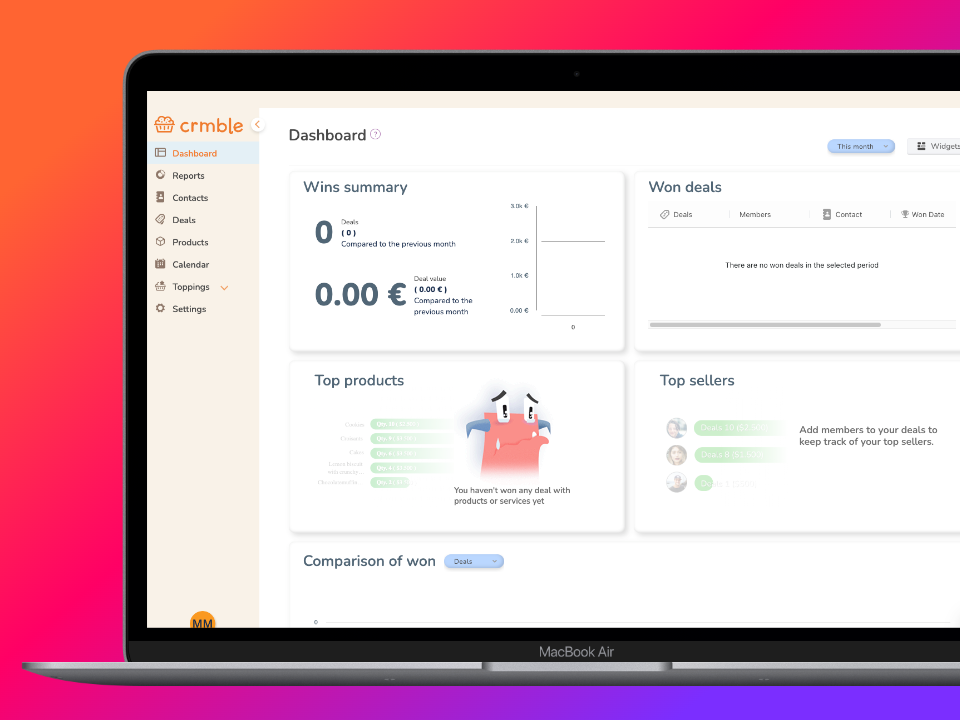 crmble
Dashboard
Reports
Contacts
Deals
Products
Calendar
Toppings
Settings
MM
Dashboard ?
This month
Widgets
Wins summary
0
Deals
( 0 )
Compared to the previous month
0.00 €
Deal value
( 0.00 € )
Compared to the
previous month
3.0k €
2.0k €
1.0k €
0.00 €
0
Won deals
Deals Members Contact Won Date
There are no won deals in the selected period
Top products
You haven't won any deal with
products or services yet
Top sellers
Deals 10
Deals 8
Add members to your deals to
keep track of your top sellers.
Comparison of won Deals
0
MacBook Air